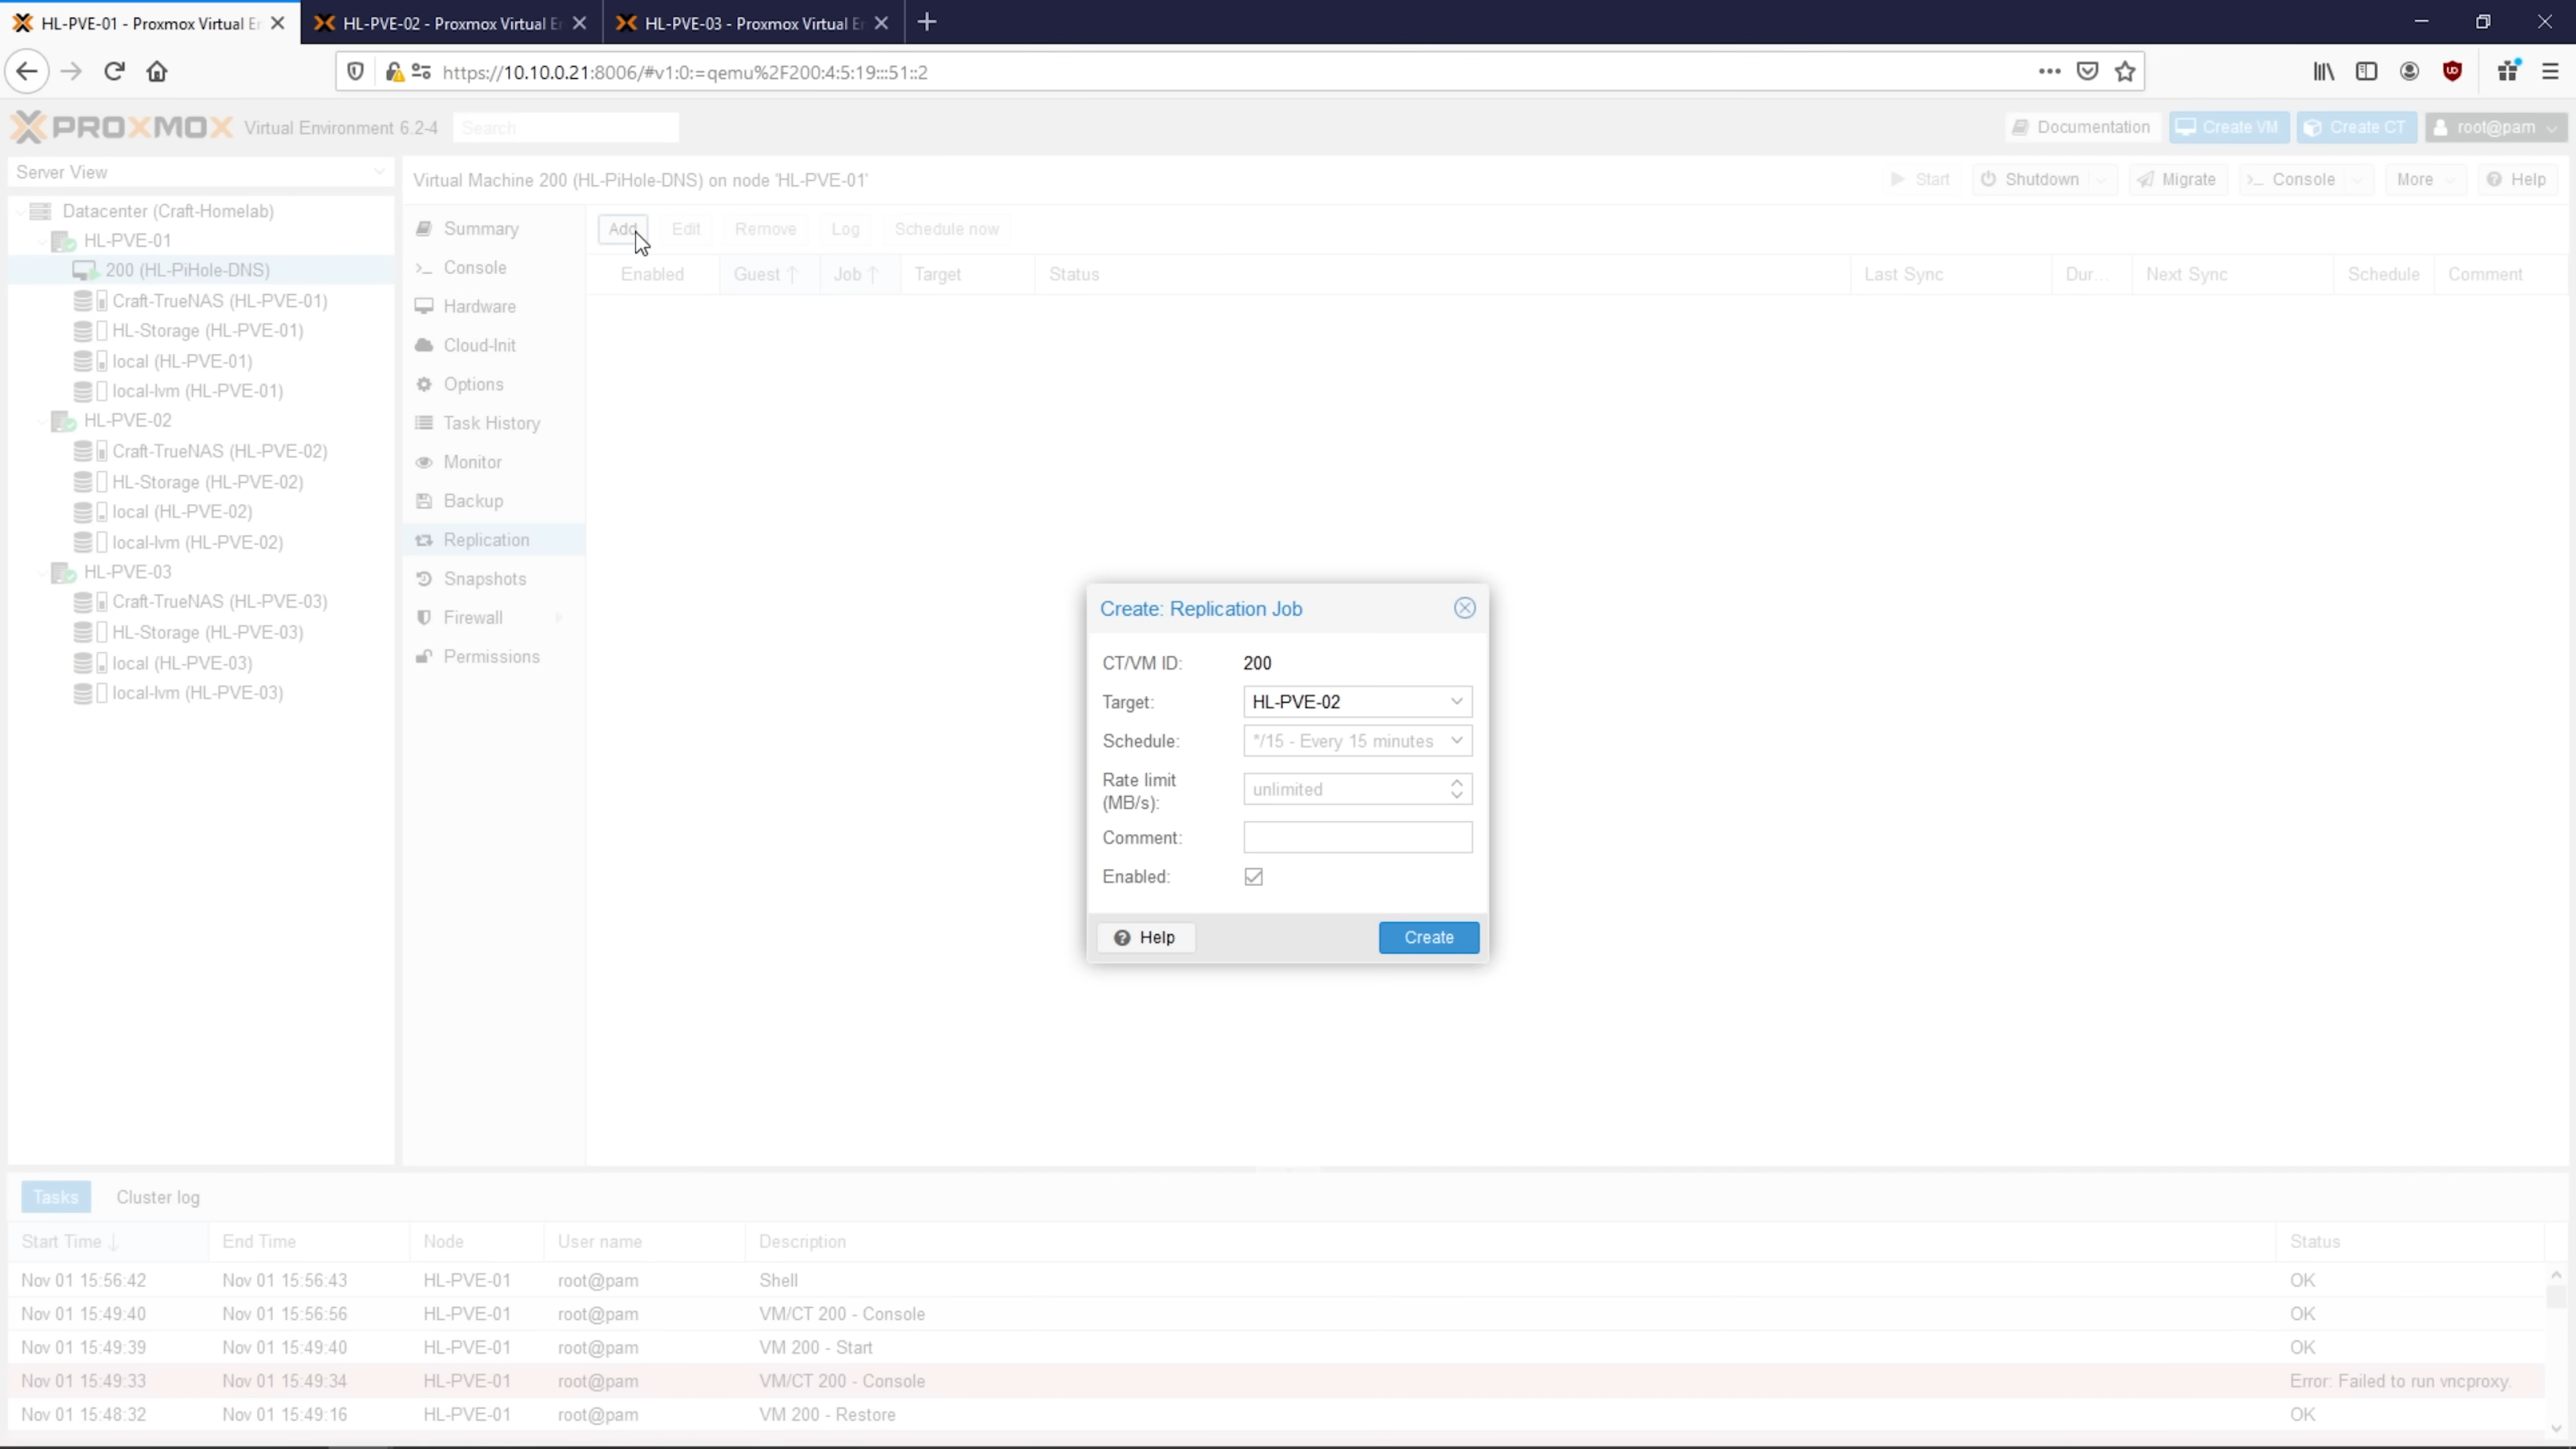 HL-PVE-01 - Proxmox Virtual E
HL-PVE-02 - Proxmox Virtual E
HL-PVE-03 - Proxmox Virtual E
https://10.10.0.21:8006/#v1:0:=qemu%2F200:4:5:19:::51::2
PROXMOX Virtual Environment 6.2-4 Search
Documentation Create VM Create CT root@pam
Server View
Datacenter (Craft-Homelab)
HL-PVE-01
200 (HL-PiHole-DNS)
Craft-TrueNAS (HL-PVE-01)
HL-Storage (HL-PVE-01)
local (HL-PVE-01)
local-lvm (HL-PVE-01)
HL-PVE-02
Craft-TrueNAS (HL-PVE-02)
HL-Storage (HL-PVE-02)
local (HL-PVE-02)
local-lvm (HL-PVE-02)
HL-PVE-03
Craft-TrueNAS (HL-PVE-03)
HL-Storage (HL-PVE-03)
local (HL-PVE-03)
local-lvm (HL-PVE-03)
Virtual Machine 200 (HL-PiHole-DNS) on node 'HL-PVE-01'
Start Shutdown Migrate >_ Console More Help
Summary
>_ Console
Hardware
Cloud-Init
Options
Task History
Monitor
Backup
Replication
Snapshots
Firewall
Permissions
Add Edit Remove Log Schedule now
Enabled Guest ↑ Job ↑ Target Status Last Sync Dur... Next Sync Schedule Comment
Create: Replication Job
CT/VM ID: 200
Target: HL-PVE-02
Schedule: */15 - Every 15 minutes
Rate limit
(MB/s): unlimited
Comment:
Enabled:
Help Create
Tasks Cluster log
Start Time ↓ End Time Node User name Description Status
Nov 01 15:56:42 Nov 01 15:56:43 HL-PVE-01 root@pam Shell OK
Nov 01 15:49:40 Nov 01 15:56:56 HL-PVE-01 root@pam VM/CT 200 - Console OK
Nov 01 15:49:39 Nov 01 15:49:40 HL-PVE-01 root@pam VM 200 - Start OK
Nov 01 15:49:33 Nov 01 15:49:34 HL-PVE-01 root@pam VM/CT 200 - Console Error: Failed to run vncproxy.
Nov 01 15:48:32 Nov 01 15:49:16 HL-PVE-01 root@pam VM 200 - Restore OK